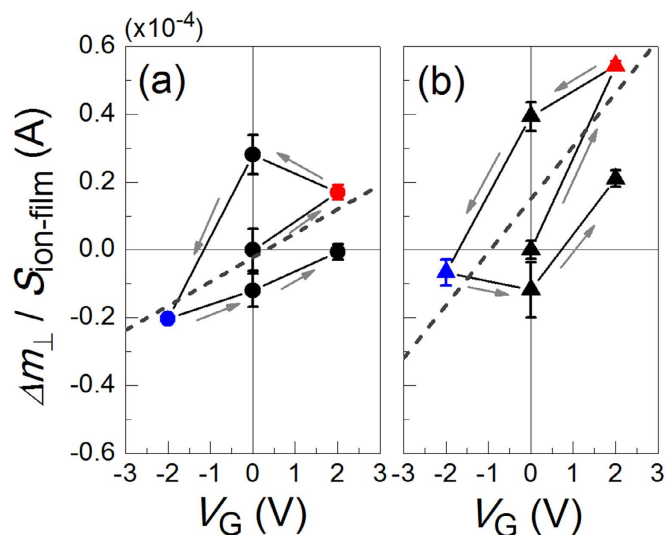 (x10⁻⁴)
0.6
0.4
0.2
0.0
-0.2
-0.4
-0.6
Δm⊥ / Sion-film (A)
(a)
(b)
-3 -2 -1 0 1 2 3
-2 -1 0 1 2 3
VG (V)
VG (V)